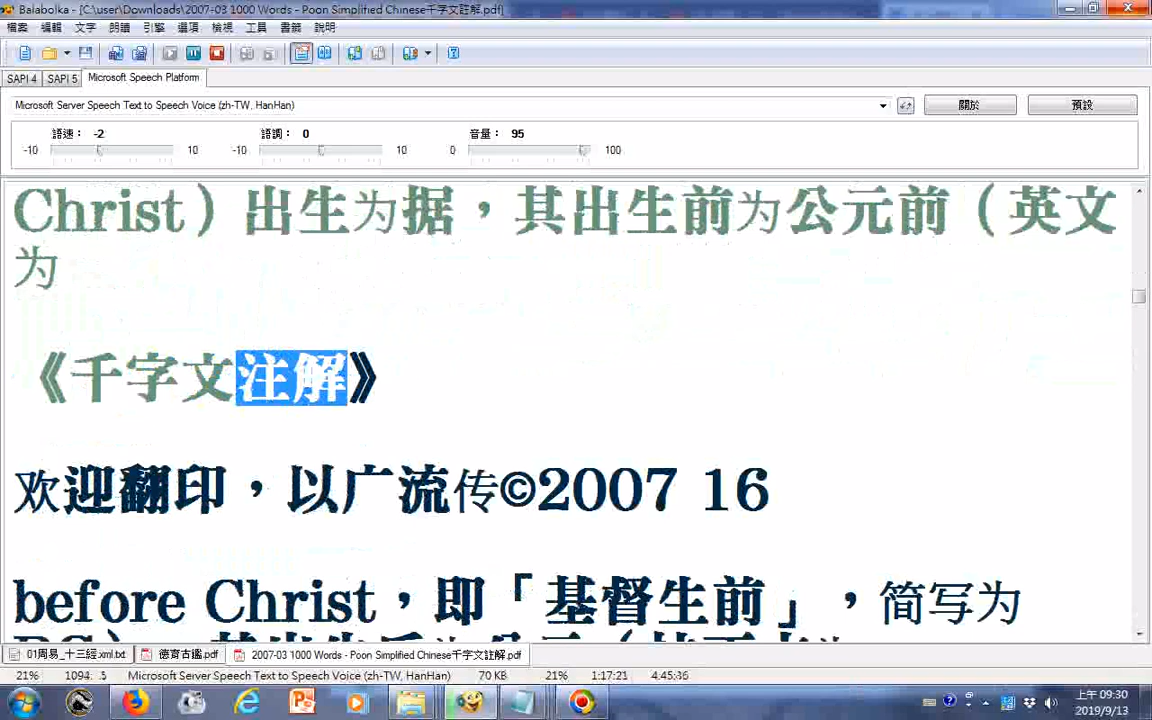 Balabolka - [C:\user\Downloads\2007-03 1000 Words - Poon Simplified Chinese千字文註解.pdf]
檔案 編輯 文字 朗讀 引擎 選項 檢視 工具 書籤 說明
SAPI 4 SAPI 5 Microsoft Speech Platform
Microsoft Server Speech Text to Speech Voice (zh-TW, HanHan) 關於 預設
語速： -2 語調： 0 音量： 95
-10 10 -10 10 0 100
Christ）出生为据，其出生前为公元前（英文
为
《千字文注解》
欢迎翻印，以广流传©2007 16
before Christ，即「基督生前」，简写为
01周易_十三經.txt 德育古鑑.pdf 2007-03 1000 Words - Poon Simplified Chinese千字文註解.pdf
21% Microsoft Server Speech Text to Speech Voice (zh-TW, HanHan) 70 KB 21% 1:17:21 4:45:36
上午 09:30
2019/9/13